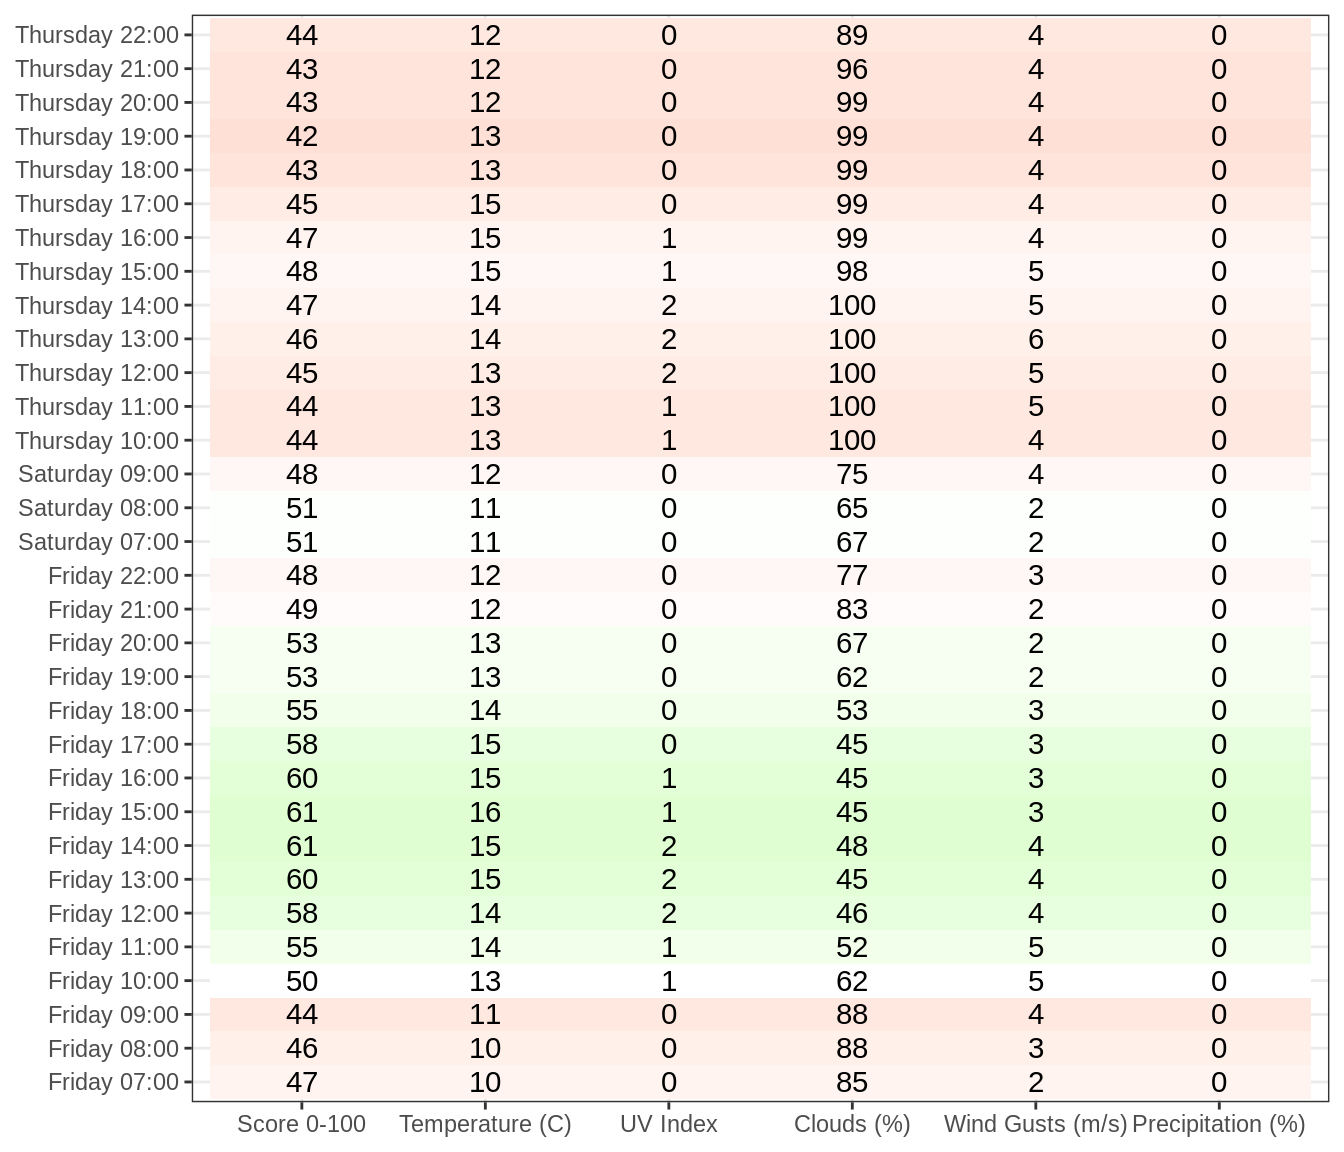 Thursday 22:00 44 12 0 89 4 0
Thursday 21:00 43 12 0 96 4 0
Thursday 20:00 43 12 0 99 4 0
Thursday 19:00 42 13 0 99 4 0
Thursday 18:00 43 13 0 99 4 0
Thursday 17:00 45 15 0 99 4 0
Thursday 16:00 47 15 1 99 4 0
Thursday 15:00 48 15 1 98 5 0
Thursday 14:00 47 14 2 100 5 0
Thursday 13:00 46 14 2 100 6 0
Thursday 12:00 45 13 2 100 5 0
Thursday 11:00 44 13 1 100 5 0
Thursday 10:00 44 13 1 100 4 0
Saturday 09:00 48 12 0 75 4 0
Saturday 08:00 51 11 0 65 2 0
Saturday 07:00 51 11 0 67 2 0
Friday 22:00 48 12 0 77 3 0
Friday 21:00 49 12 0 83 2 0
Friday 20:00 53 13 0 67 2 0
Friday 19:00 53 13 0 62 2 0
Friday 18:00 55 14 0 53 3 0
Friday 17:00 58 15 0 45 3 0
Friday 16:00 60 15 1 45 3 0
Friday 15:00 61 16 1 45 3 0
Friday 14:00 61 15 2 48 4 0
Friday 13:00 60 15 2 45 4 0
Friday 12:00 58 14 2 46 4 0
Friday 11:00 55 14 1 52 5 0
Friday 10:00 50 13 1 62 5 0
Friday 09:00 44 11 0 88 4 0
Friday 08:00 46 10 0 88 3 0
Friday 07:00 47 10 0 85 2 0
Score 0-100 Temperature (C) UV Index Clouds (%) Wind Gusts (m/s) Precipitation (%)